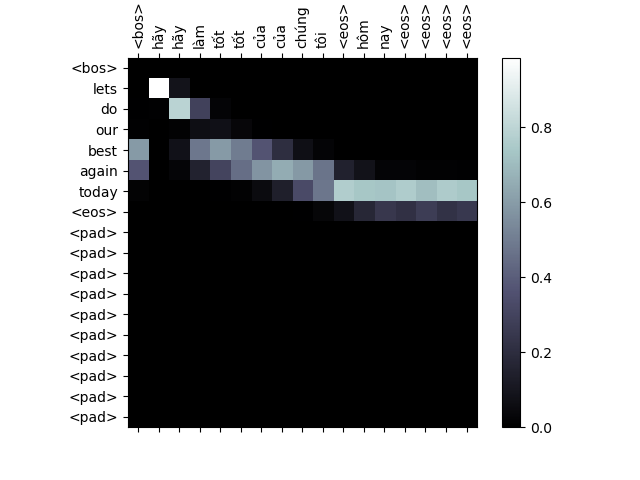 <bos> hãy hãy làm tốt tốt của của chúng tôi <eos> hôm nay <eos> <eos> <eos> <eos>
<bos>
lets
do
our
best
again
today
<eos>
<pad>
<pad>
<pad>
<pad>
<pad>
<pad>
<pad>
<pad>
<pad>
<pad>
0.8
0.6
0.4
0.2
0.0